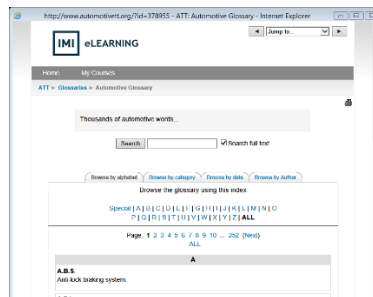 http://www.automotivett.org/?id=378955 - ATT: Automotive Glossary - Internet Explorer
Jump to...
IMI eLEARNING
Home My Courses
ATT > Glossaries > Automotive Glossary
Thousands of automotive words...
Search Search full text
Browse by alphabet Browse by category Browse by date Browse by Author
Browse the glossary using this index
Special | A | B | C | D | E | F | G | H | I | J | K | L | M | N | O
P | Q | R | S | T | U | V | W | X | Y | Z | ALL
Page: 1 2 3 4 5 6 7 8 9 10 ... 252 (Next)
ALL
A
A.B.S.
Anti-lock braking system.